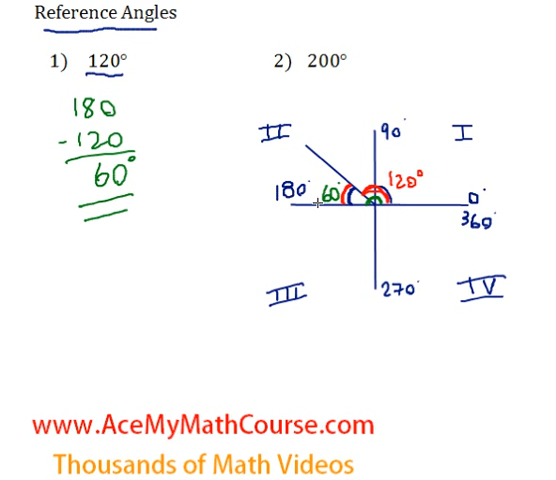 Reference Angles
1) 120°
2) 200°
180
-120
60°
II
90°
I
180°
60°
120°
0°
360°
III
270°
IV
www.AceMyMathCourse.com
Thousands of Math Videos